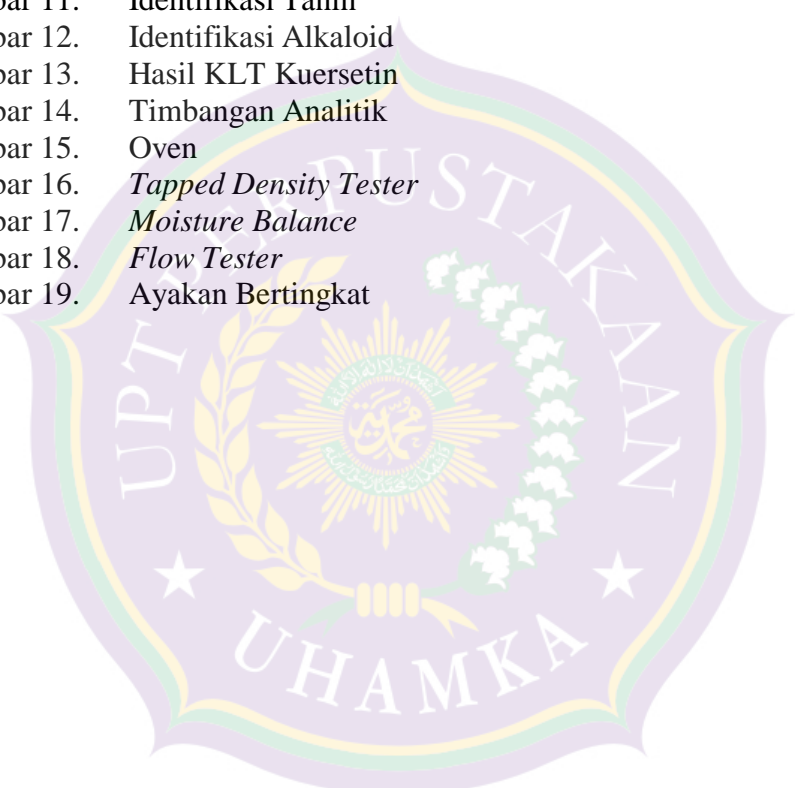 bar 11. Identifikasi Tanin
bar 12. Identifikasi Alkaloid
bar 13. Hasil KLT Kuersetin
bar 14. Timbangan Analitik
bar 15. Oven
bar 16. Tapped Density Tester
bar 17. Moisture Balance
bar 18. Flow Tester
bar 19. Ayakan Bertingkat
UPT PERPUSTAKAAN
UHAMKA